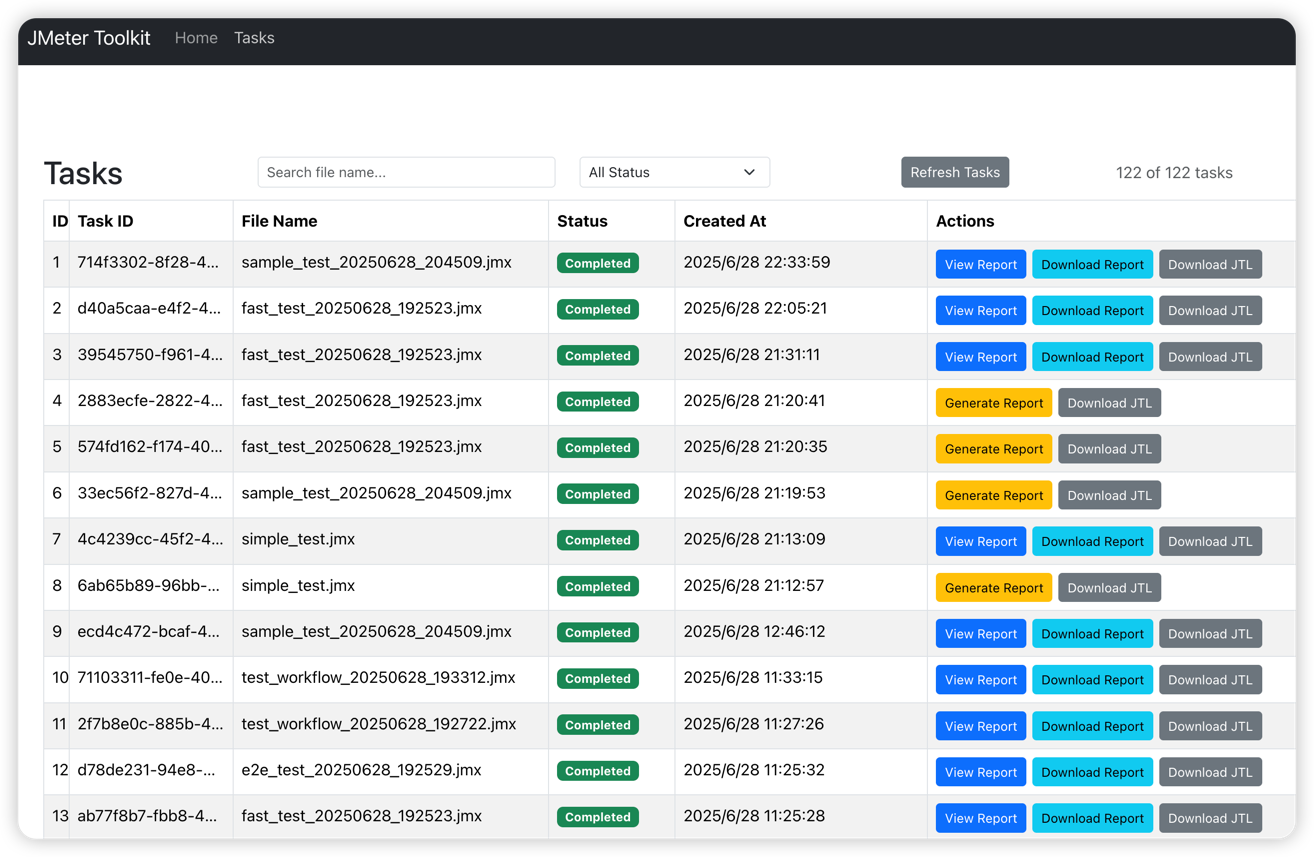 JMeter Toolkit Home Tasks
Tasks Search file name... All Status Refresh Tasks 122 of 122 tasks
ID Task ID File Name Status Created At Actions
1 714f3302-8f28-4... sample_test_20250628_204509.jmx Completed 2025/6/28 22:33:59 View Report Download Report Download JTL
2 d40a5caa-e4f2-4... fast_test_20250628_192523.jmx Completed 2025/6/28 22:05:21 View Report Download Report Download JTL
3 39545750-f961-4... fast_test_20250628_192523.jmx Completed 2025/6/28 21:31:11 View Report Download Report Download JTL
4 2883ecfe-2822-4... fast_test_20250628_192523.jmx Completed 2025/6/28 21:20:41 Generate Report Download JTL
5 574fd162-f174-40... fast_test_20250628_192523.jmx Completed 2025/6/28 21:20:35 Generate Report Download JTL
6 33ec56f2-827d-4... sample_test_20250628_204509.jmx Completed 2025/6/28 21:19:53 Generate Report Download JTL
7 4c4239cc-45f2-4... simple_test.jmx Completed 2025/6/28 21:13:09 View Report Download Report Download JTL
8 6ab65b89-96bb-... simple_test.jmx Completed 2025/6/28 21:12:57 Generate Report Download JTL
9 ecd4c472-bcaf-4... sample_test_20250628_204509.jmx Completed 2025/6/28 12:46:12 View Report Download Report Download JTL
10 71103311-fe0e-40... test_workflow_20250628_193312.jmx Completed 2025/6/28 11:33:15 View Report Download Report Download JTL
11 2f7b8e0c-885b-4... test_workflow_20250628_192722.jmx Completed 2025/6/28 11:27:26 View Report Download Report Download JTL
12 d78de231-94e8-... e2e_test_20250628_192529.jmx Completed 2025/6/28 11:25:32 View Report Download Report Download JTL
13 ab77f8b7-fbb8-4... fast_test_20250628_192523.jmx Completed 2025/6/28 11:25:28 View Report Download Report Download JTL